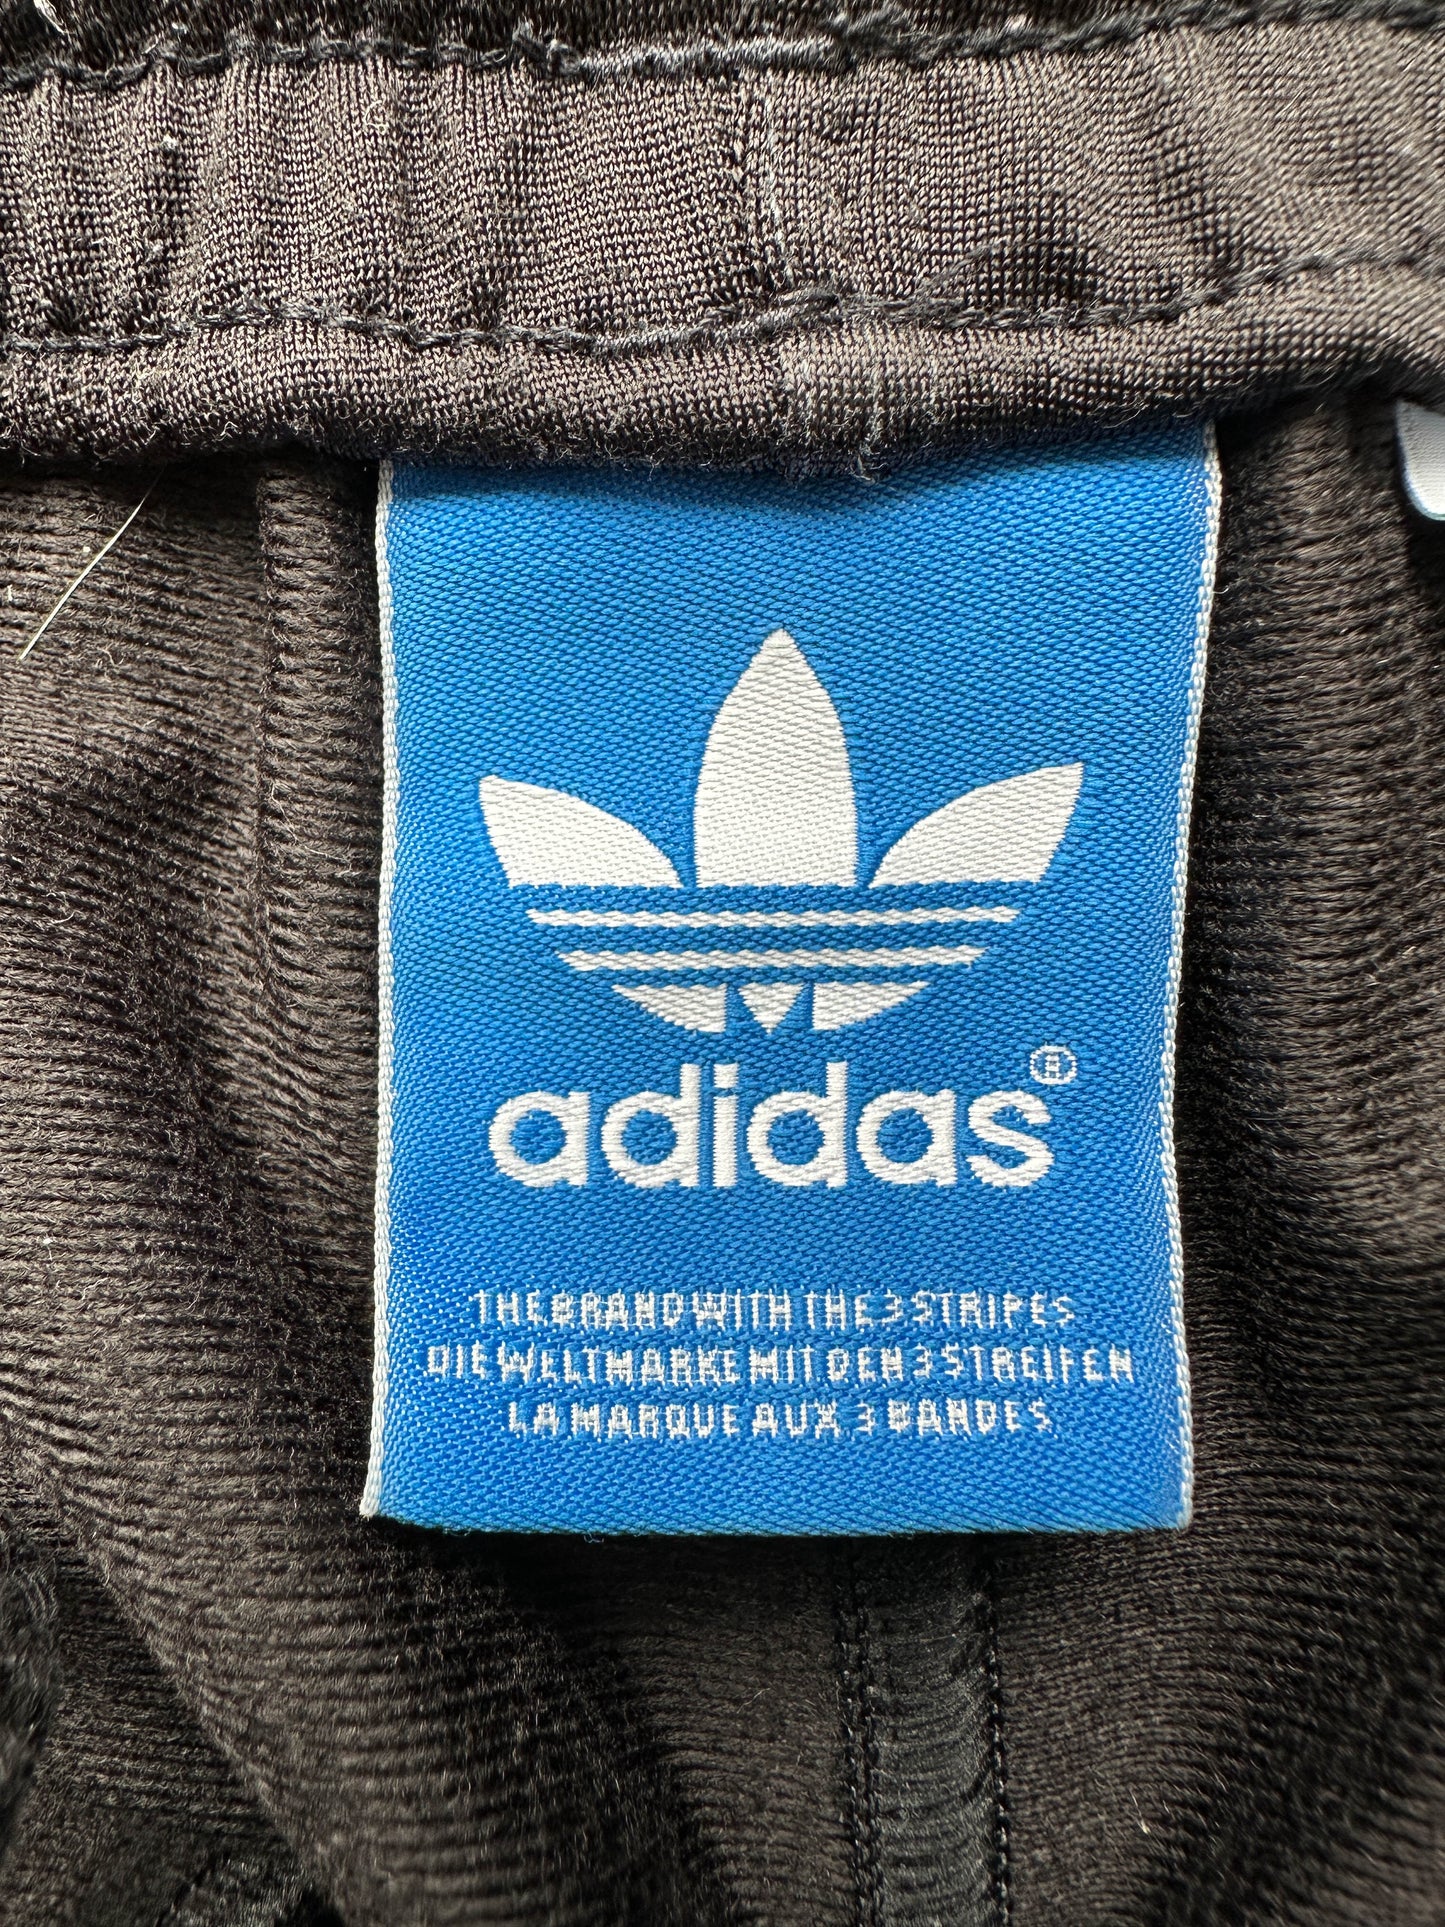 adidas®
THE BRAND WITH THE 3 STRIPES
DIE WELTMARKE MIT DEN 3 STREIFEN
LA MARQUE AUX 3 BANDES